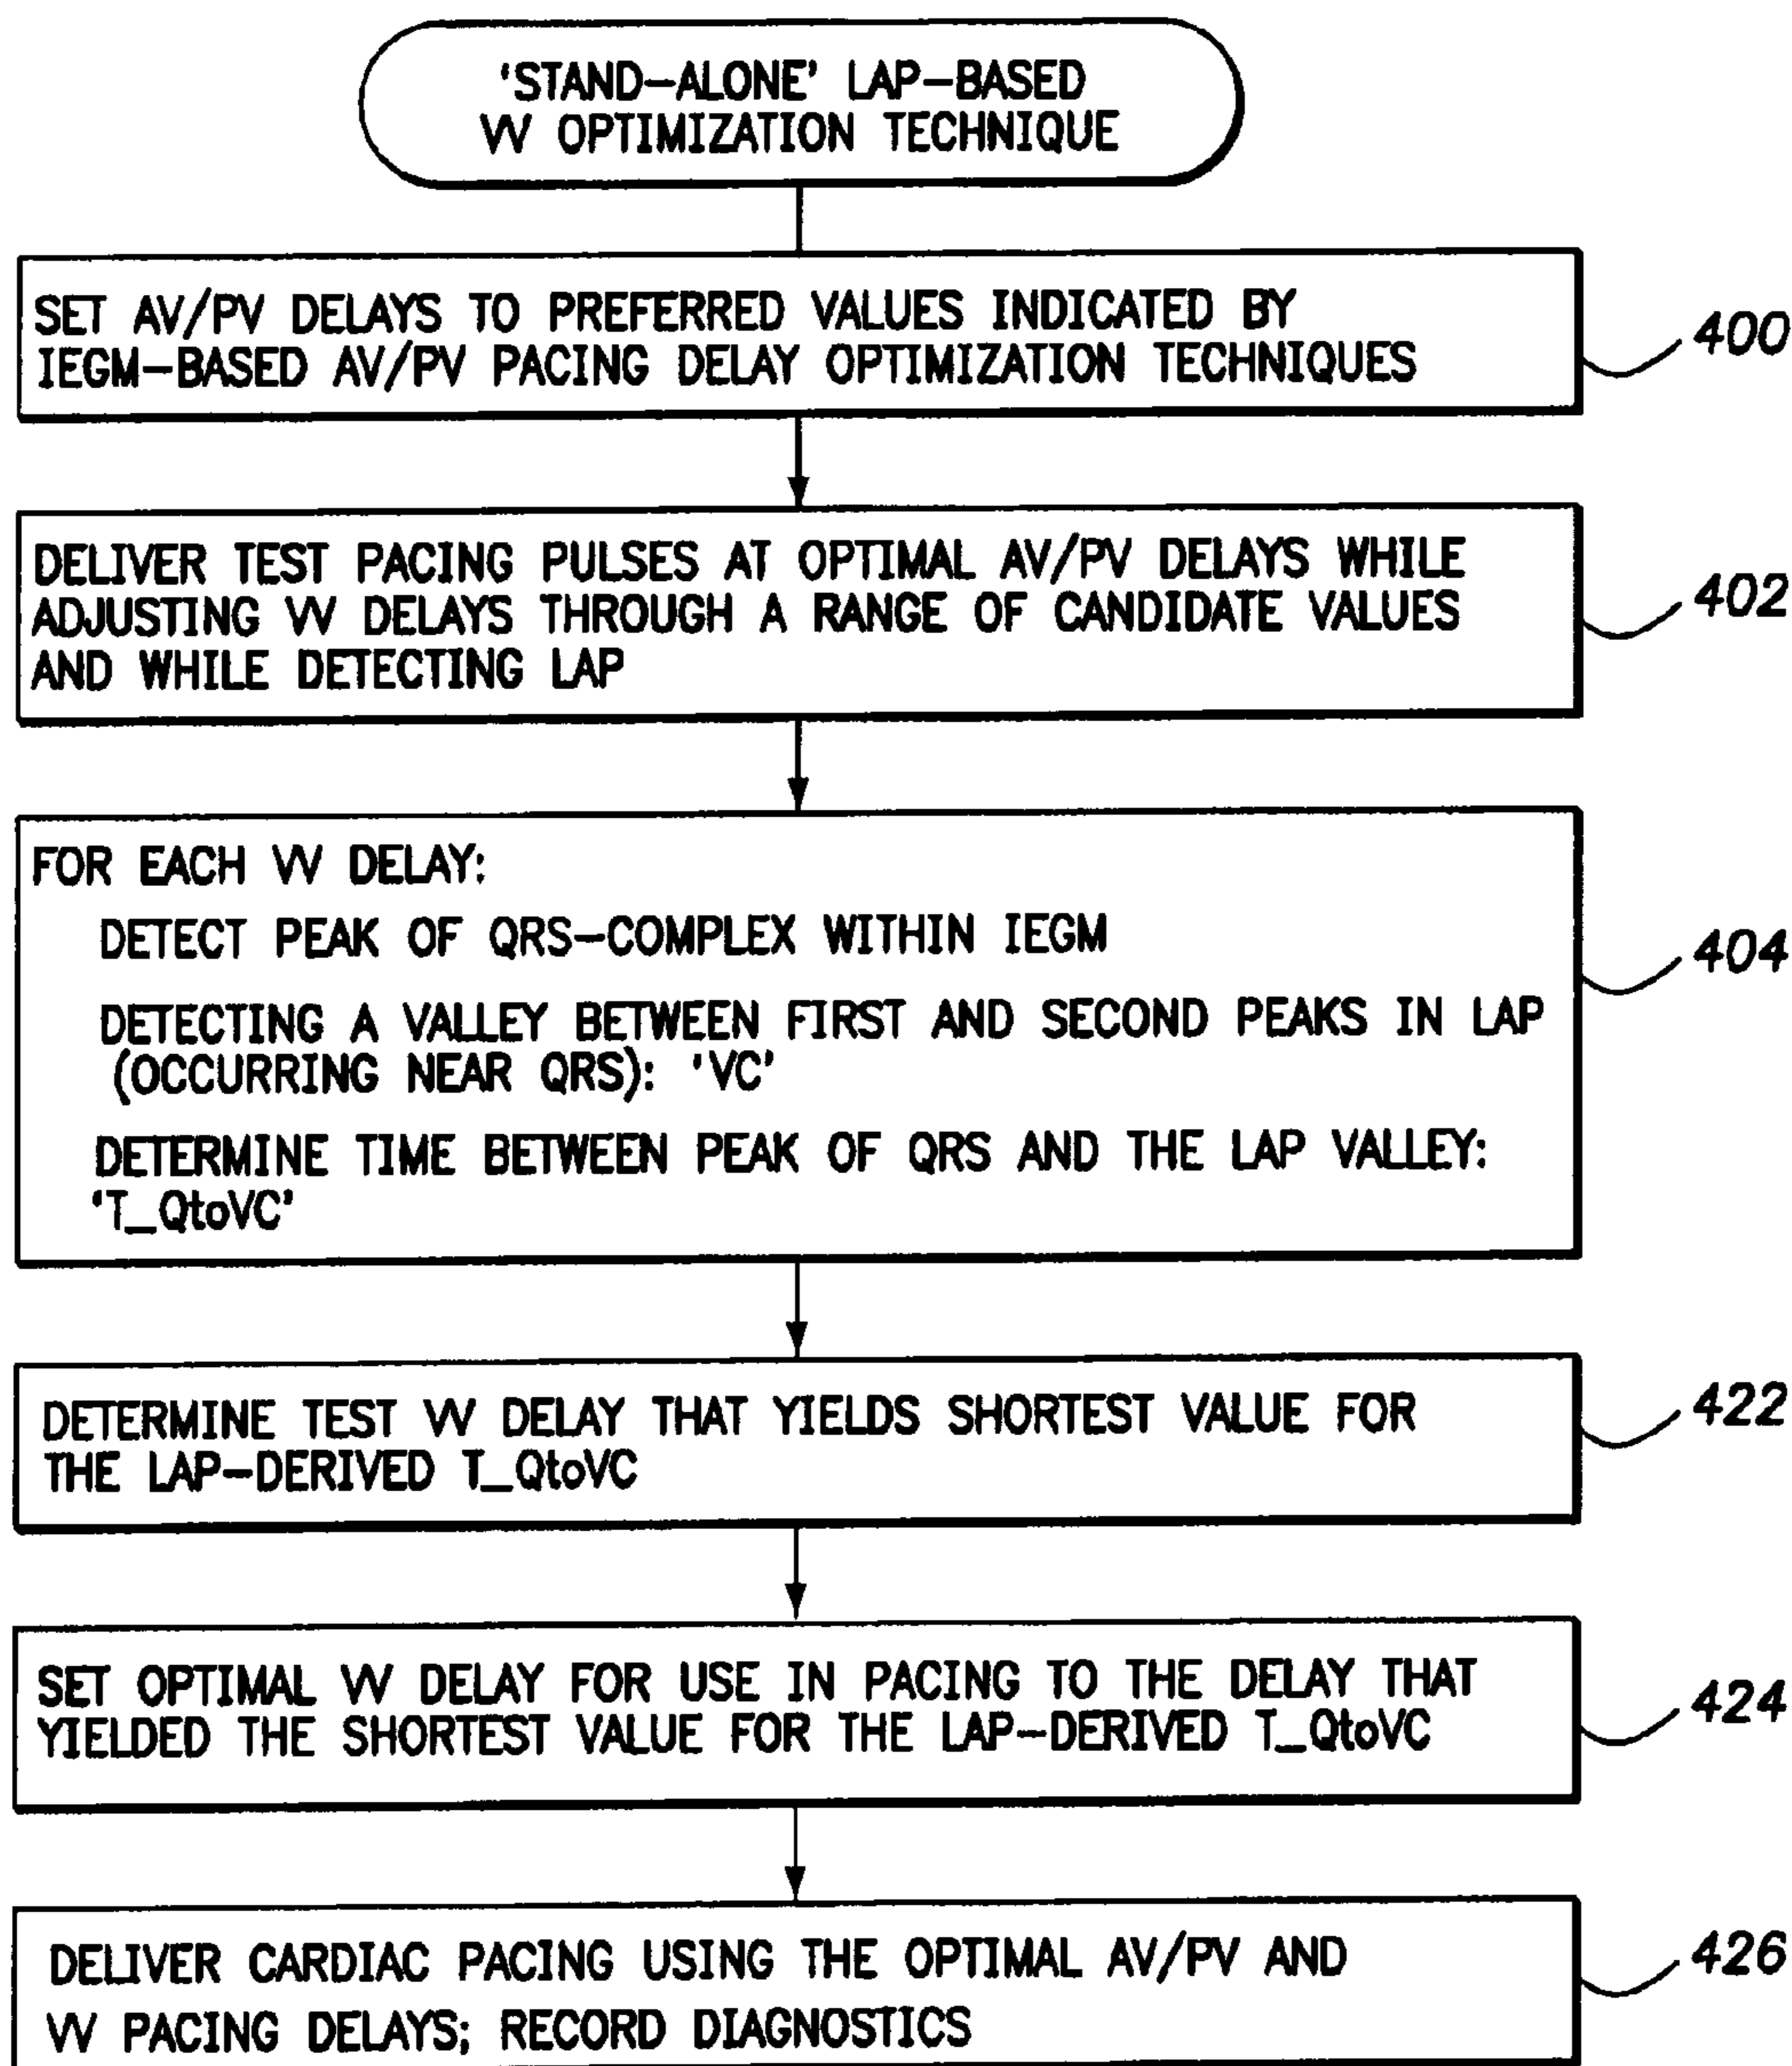 'STAND-ALONE' LAP-BASED
VV OPTIMIZATION TECHNIQUE
SET AV/PV DELAYS TO PREFERRED VALUES INDICATED BY
IEGM-BASED AV/PV PACING DELAY OPTIMIZATION TECHNIQUES
400
DELIVER TEST PACING PULSES AT OPTIMAL AV/PV DELAYS WHILE
ADJUSTING VV DELAYS THROUGH A RANGE OF CANDIDATE VALUES
AND WHILE DETECTING LAP
402
FOR EACH VV DELAY:
DETECT PEAK OF QRS-COMPLEX WITHIN IEGM
DETECTING A VALLEY BETWEEN FIRST AND SECOND PEAKS IN LAP
(OCCURRING NEAR QRS): 'VC'
DETERMINE TIME BETWEEN PEAK OF QRS AND THE LAP VALLEY:
'T_QtoVC'
404
DETERMINE TEST VV DELAY THAT YIELDS SHORTEST VALUE FOR
THE LAP-DERIVED T_QtoVC
422
SET OPTIMAL VV DELAY FOR USE IN PACING TO THE DELAY THAT
YIELDED THE SHORTEST VALUE FOR THE LAP-DERIVED T_QtoVC
424
DELIVER CARDIAC PACING USING THE OPTIMAL AV/PV AND
VV PACING DELAYS; RECORD DIAGNOSTICS
426